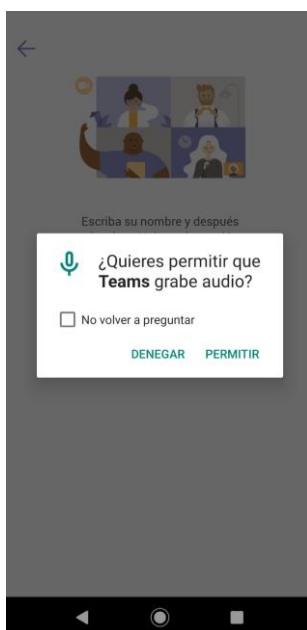 Escriba su nombre y después
¿Quieres permitir que
Teams grabe audio?
No volver a preguntar
DENEGAR PERMITIR